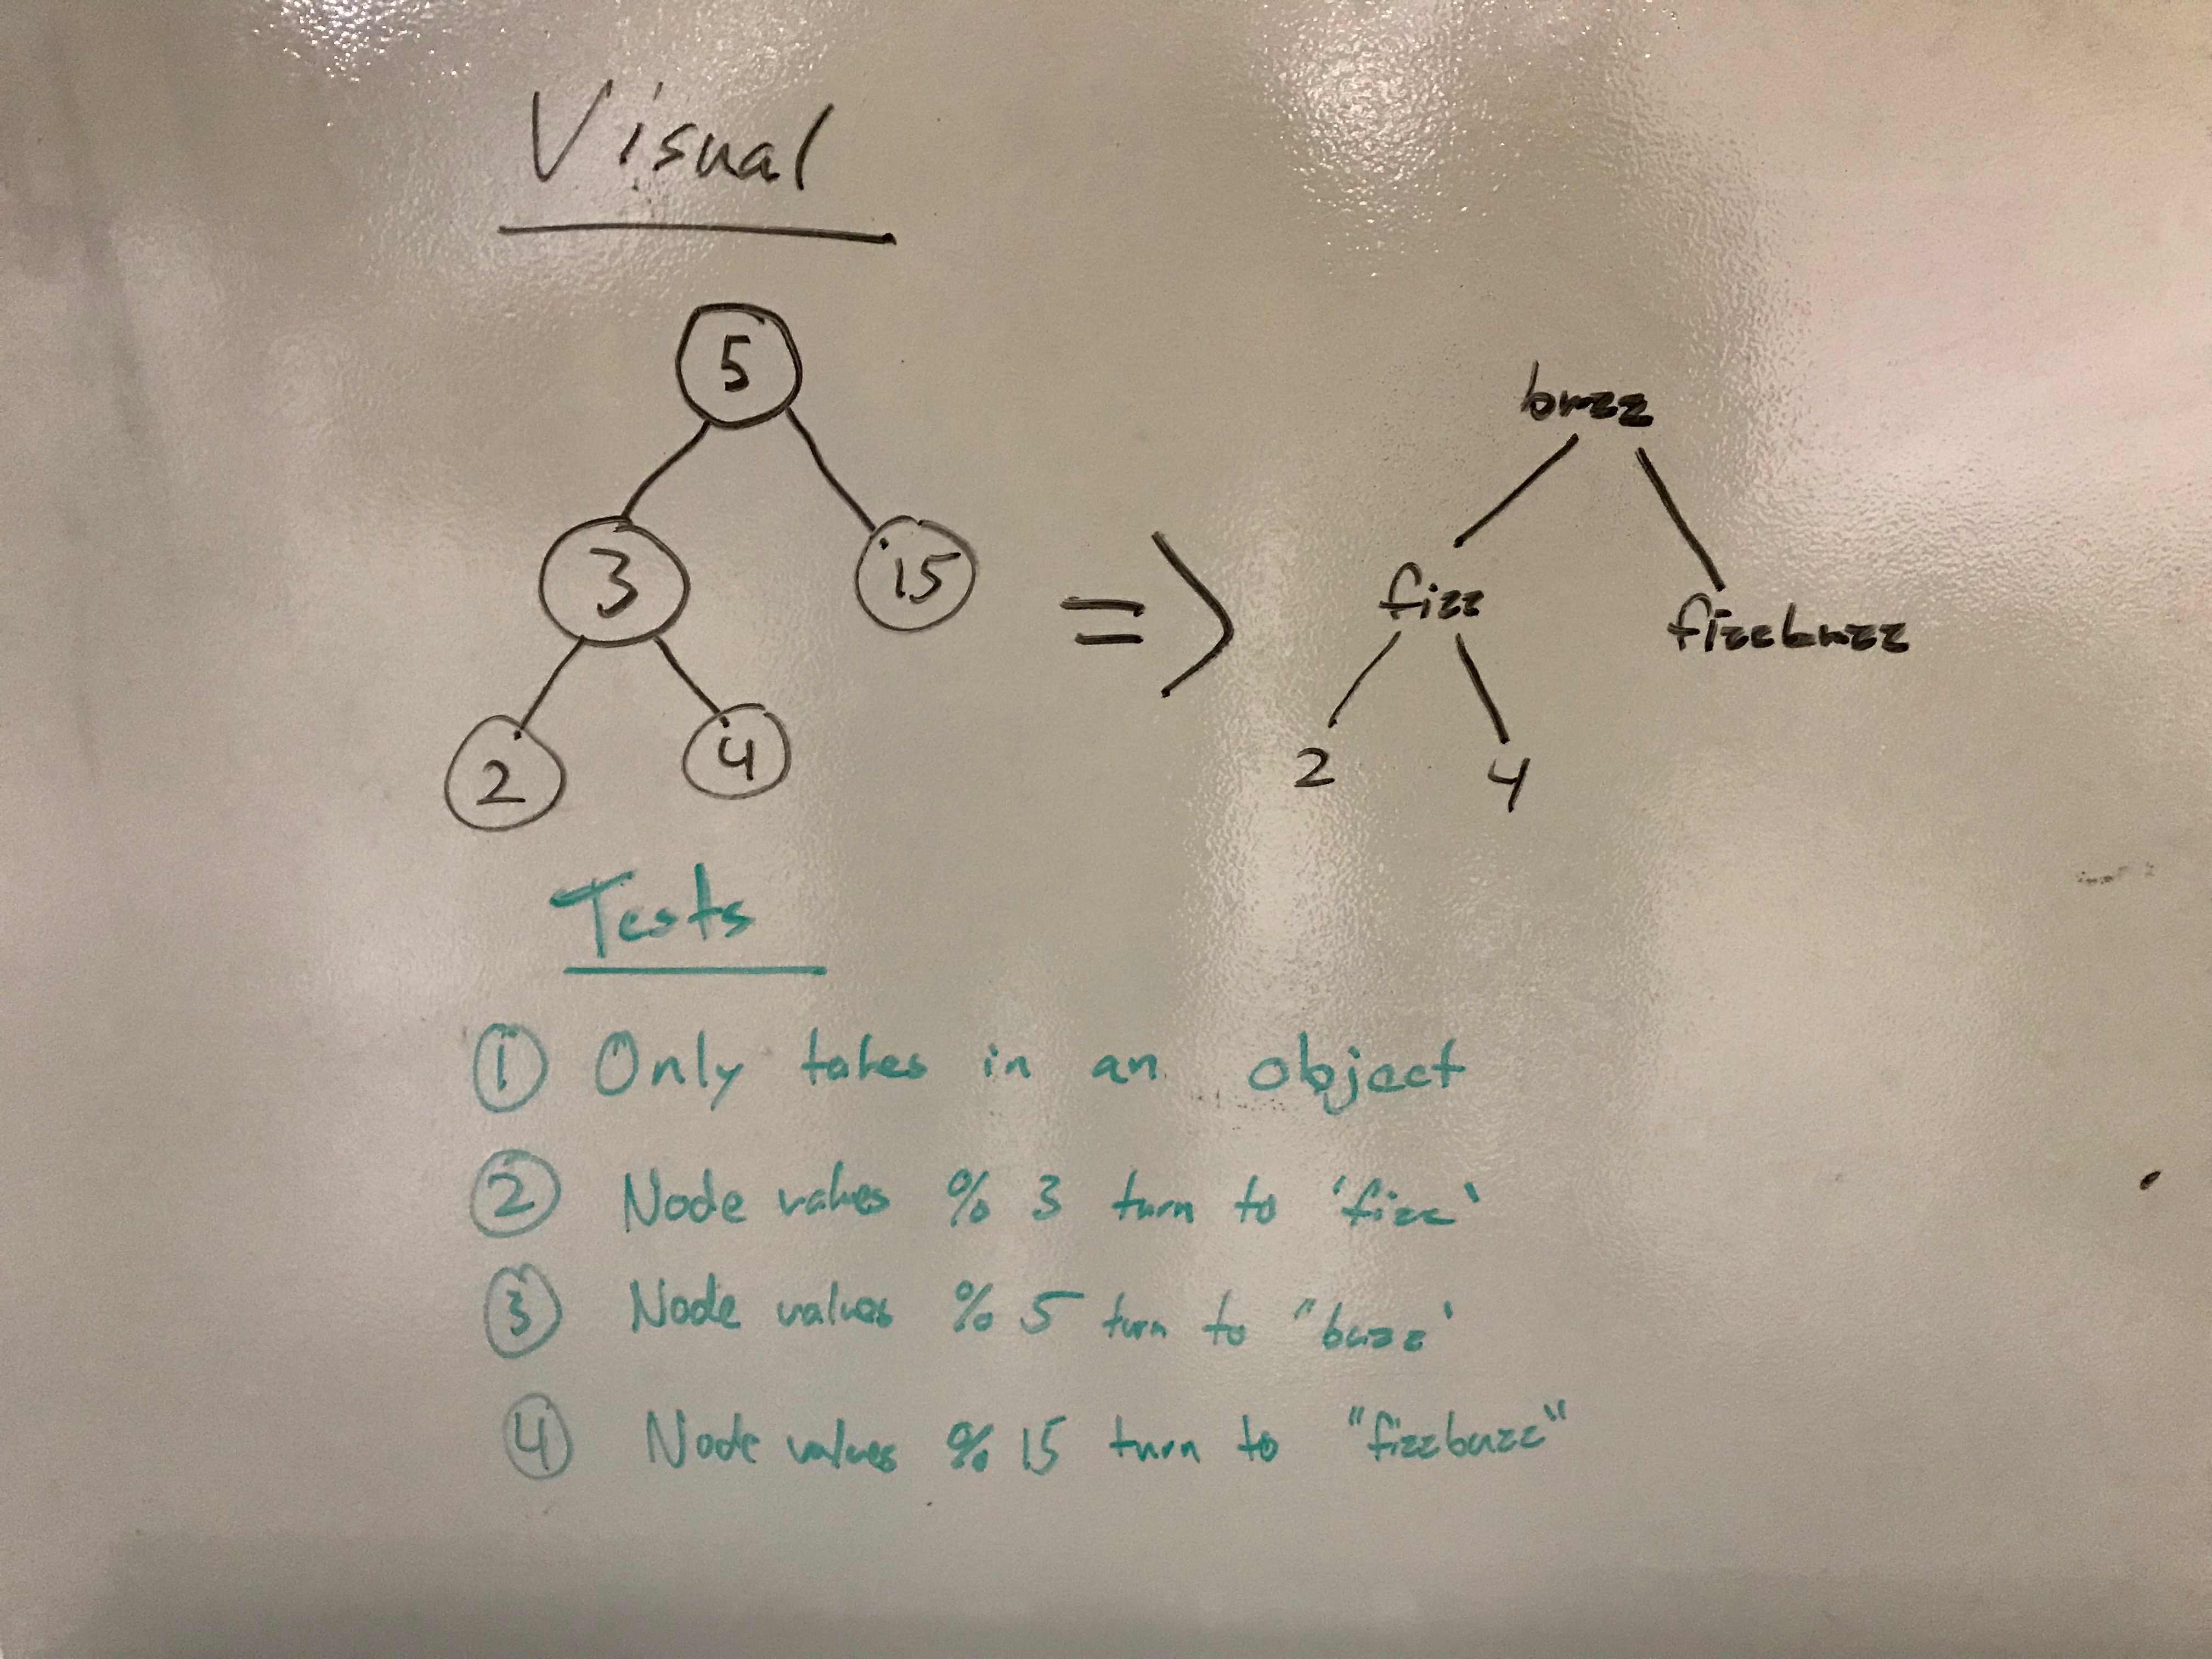 Visual
5
buzz
3 15 => fizz fizzbuzz
2 4 2 4
Tests
① Only takes in an object
② Node values % 3 turn to 'fizz'
③ Node values % 5 turn to "buzz'
④ Node values % 15 turn to "fizzbuzz"